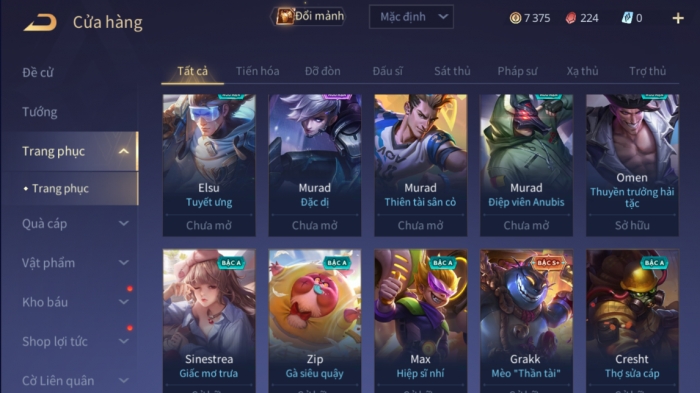 Cửa hàng
Đổi mảnh
Mặc định
7 375
224
0
Đề cử
Tướng
Trang phục
Trang phục
Quà cáp
Vật phẩm
Kho báu
Shop lợi tức
Cờ Liên quân
Tất cả Tiến hóa Đỡ đòn Đấu sĩ Sát thủ Pháp sư Xạ thủ Trợ thủ
Elsu
Tuyết ưng
Chưa mở
Murad
Đặc dị
Chưa mở
Murad
Thiên tài sân cỏ
Chưa mở
Murad
Điệp viên Anubis
Chưa mở
Omen
Thuyền trưởng hải
tặc
Sở hữu
BẬC A
Sinestrea
Giấc mơ trưa
BẬC A
Zip
Gà siêu quậy
BẬC A
Max
Hiệp sĩ nhí
BẬC S+
Grakk
Mèo "Thần tài"
BẬC A
Cresht
Thợ sửa cáp